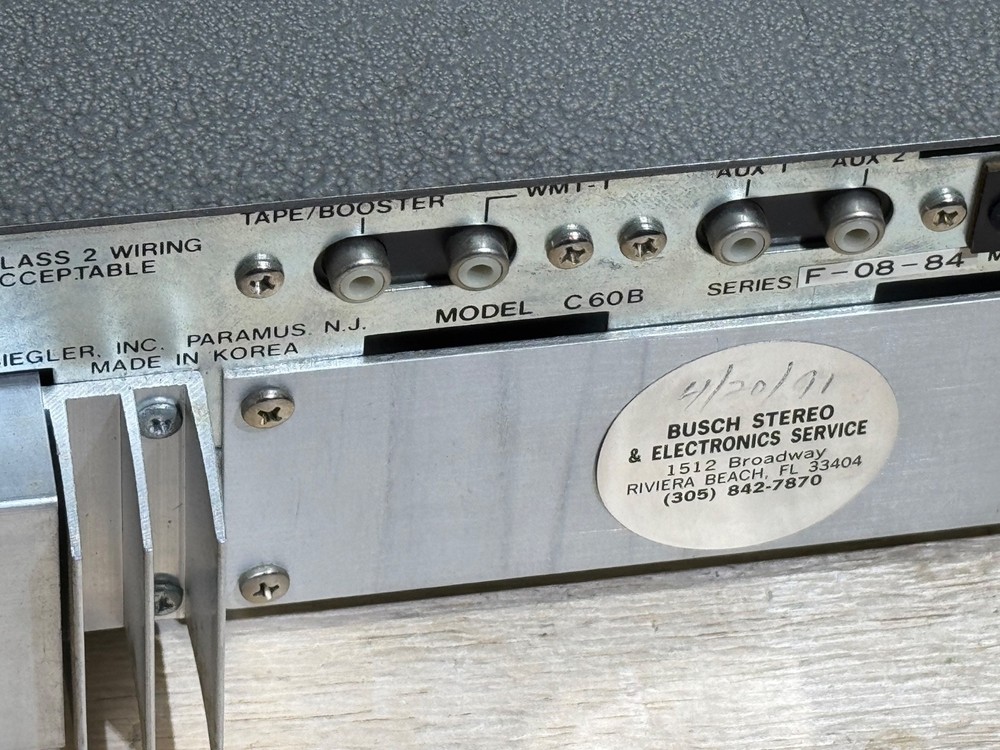 TAPE/BOOSTER
WMT-1
AUX 1
AUX 2
LASS 2 WIRING
CCEPTABLE
MODEL C60B
SERIES F-08-84
M
IEGLER, INC. PARAMUS. N.J.
MADE IN KOREA
4/20/91
BUSCH STEREO
& ELECTRONICS SERVICE
1512 Broadway
RIVIERA BEACH, FL 33404
(305) 842-7870